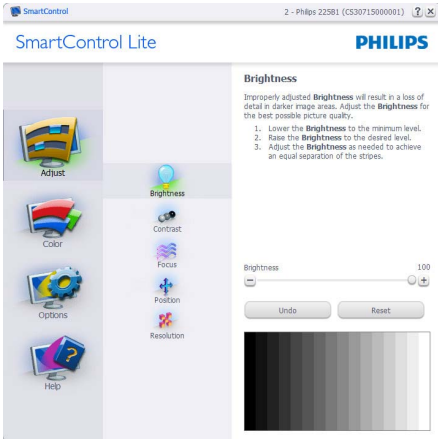 SmartControl
2 - Philips 225B1 (CS30715000001)
? ×
SmartControl Lite
PHILIPS
Adjust
Color
Options
Help
Brightness
Contrast
Focus
Position
Resolution
Brightness
Improperly adjusted Brightness will result in a loss of
detail in darker image areas. Adjust the Brightness for
the best possible picture quality.
1. Lower the Brightness to the minimum level.
2. Raise the Brightness to the desired level.
3. Adjust the Brightness as needed to achieve
an equal separation of the stripes.
Brightness 100
Undo Reset